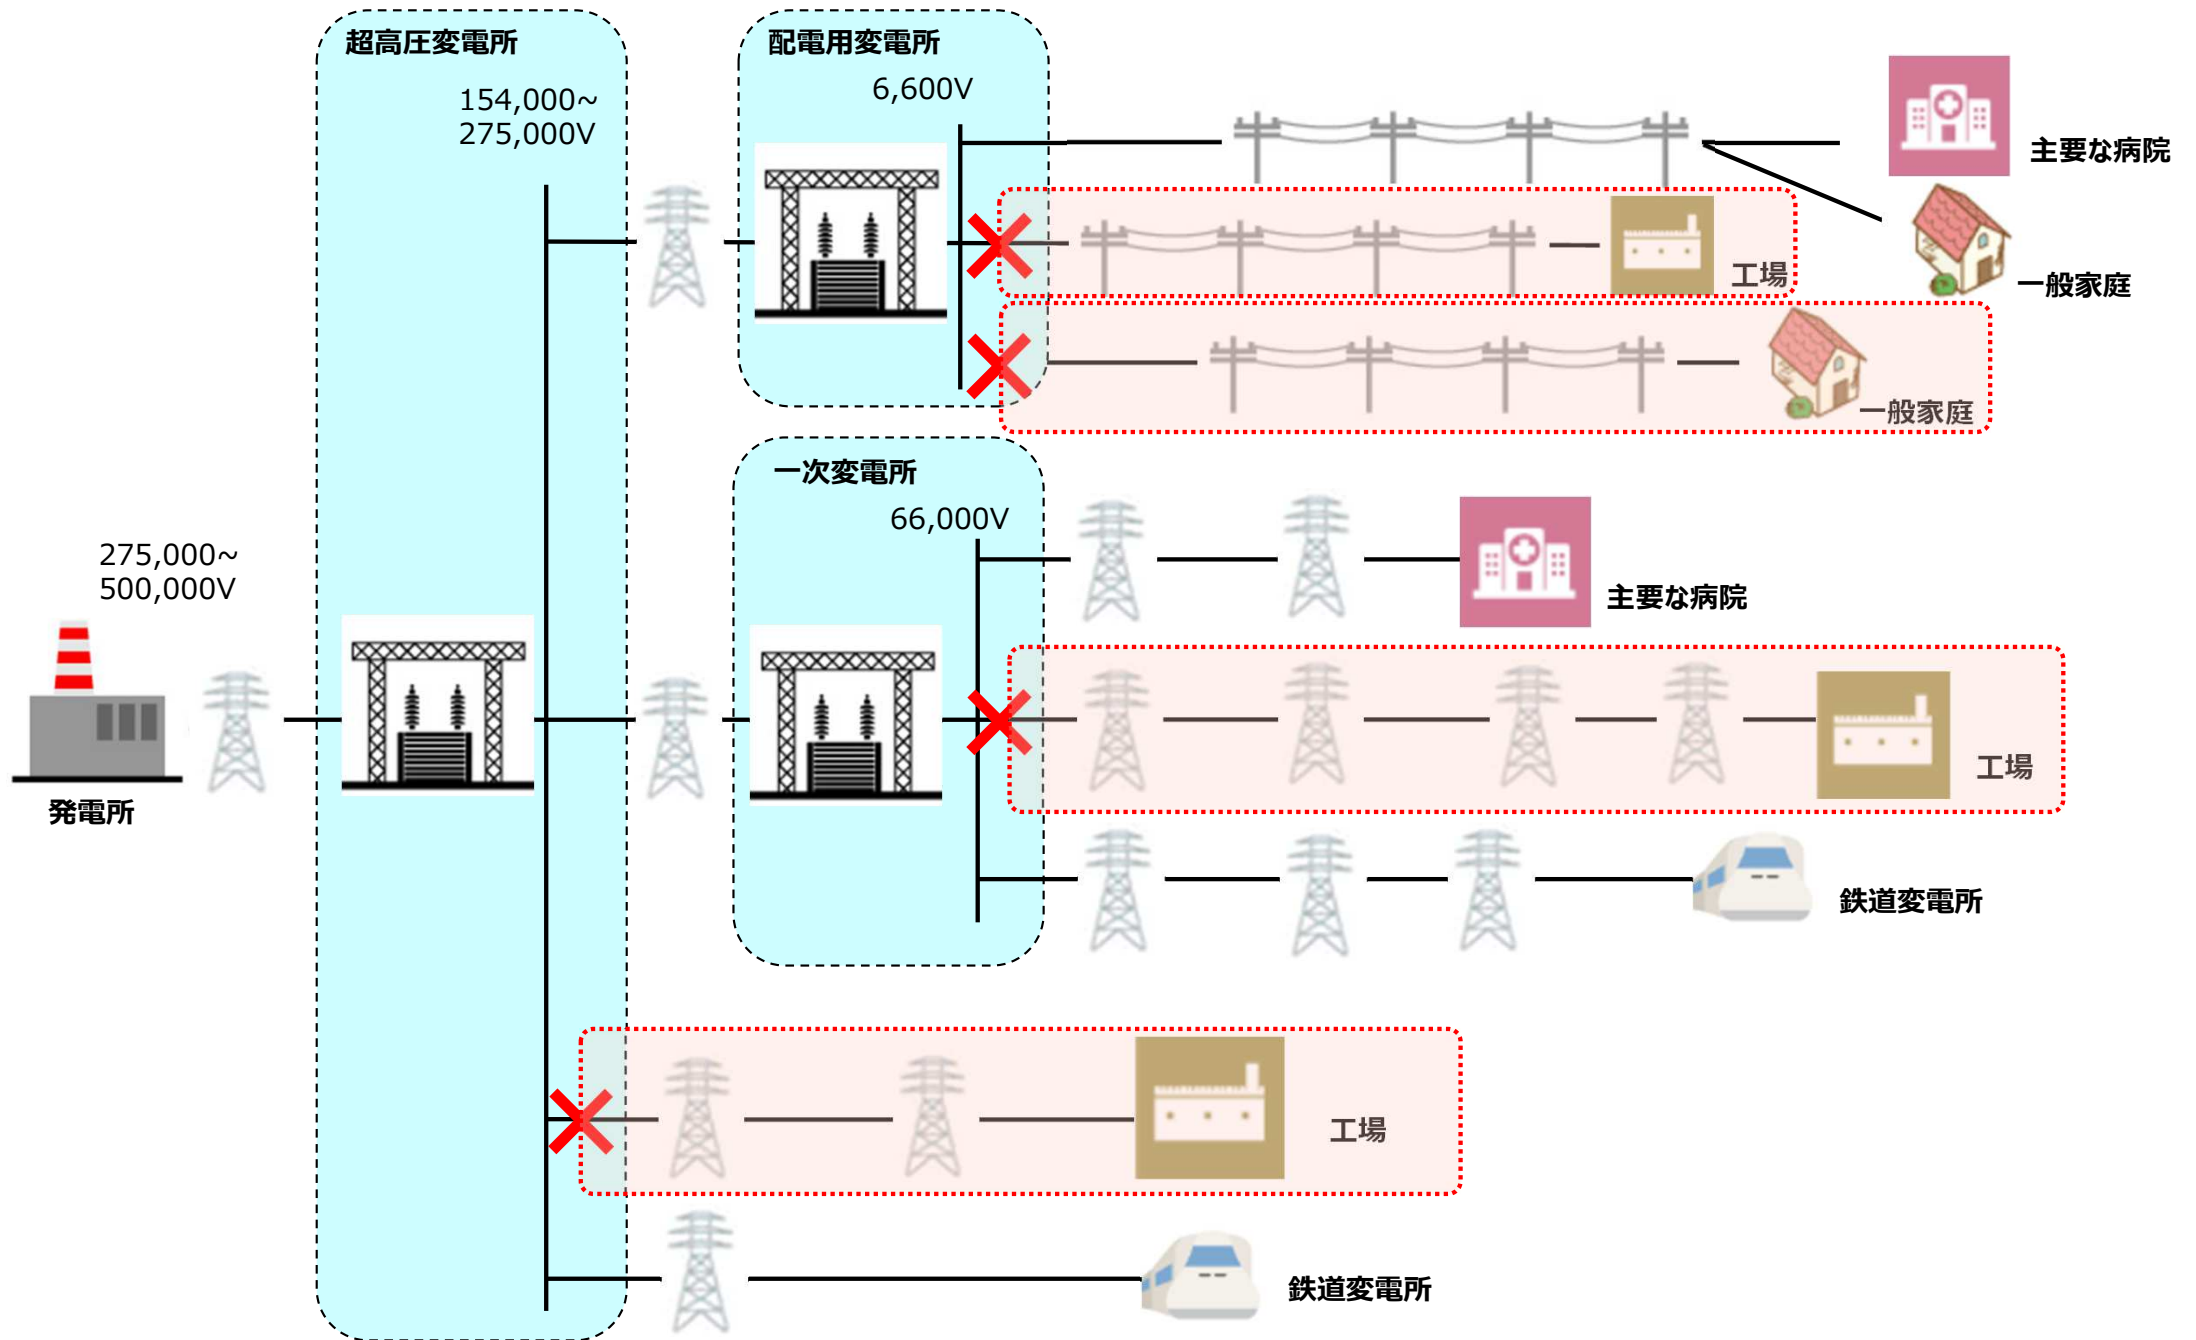 超高圧変電所
154,000~
275,000V
配電用変電所
6,600V
主要な病院
工場
一般家庭
一般家庭
一次変電所
66,000V
主要な病院
275,000~
500,000V
発電所
工場
鉄道変電所
工場
鉄道変電所